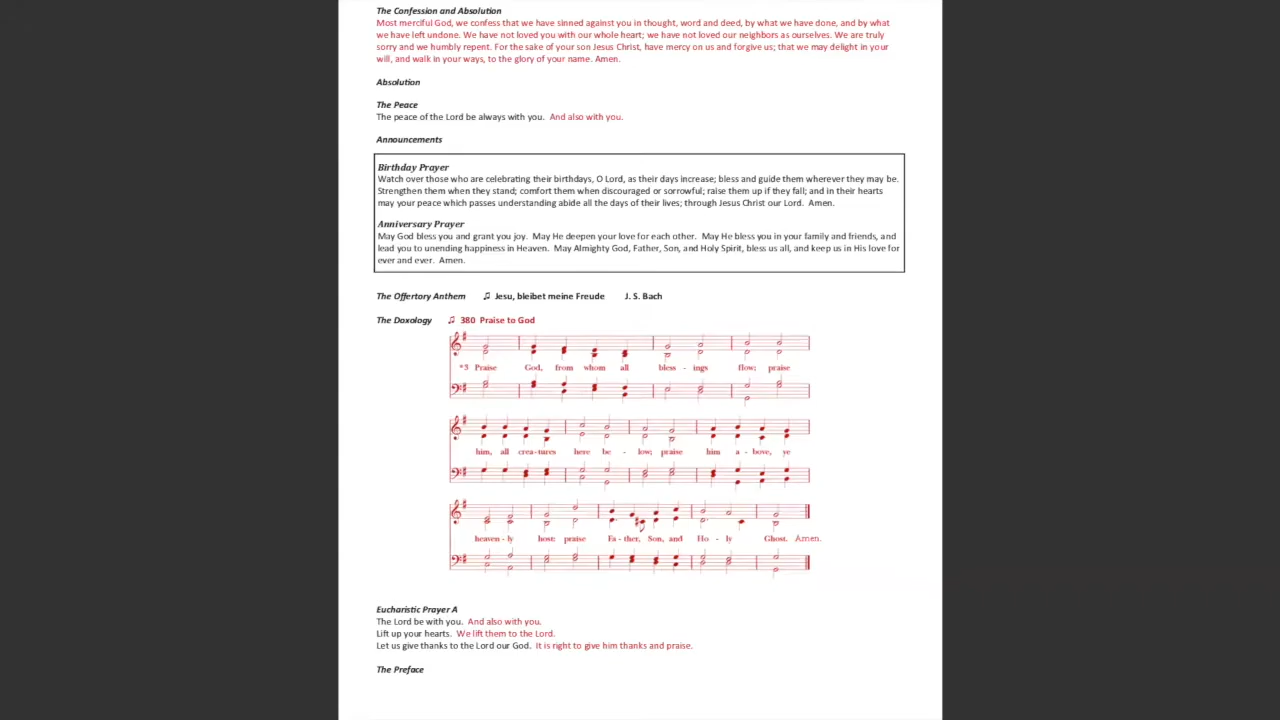 The Confession and Absolution
Most merciful God, we confess that we have sinned against you in thought, word and deed, by what we have done, and by what
we have left undone. We have not loved you with our whole heart; we have not loved our neighbors as ourselves. We are truly
sorry and we humbly repent. For the sake of your son Jesus Christ, have mercy on us and forgive us; that we may delight in your
will, and walk in your ways, to the glory of your name. Amen.
Absolution
The Peace
The peace of the Lord be always with you.  And also with you.
Announcements
Birthday Prayer
Watch over those who are celebrating their birthdays, O Lord, as their days increase; bless and guide them wherever they may be.
Strengthen them when they stand; comfort them when discouraged or sorrowful; raise them up if they fall; and in their hearts
may your peace which passes understanding abide all the days of their lives; through Jesus Christ our Lord.  Amen.
Anniversary Prayer
May God bless you and grant you joy.  May He deepen your love for each other.  May He bless you in your family and friends, and
lead you to unending happiness in Heaven.  May Almighty God, Father, Son, and Holy Spirit, bless us all, and keep us in His love for
ever and ever.  Amen.
The Offertory Anthem ♫ Jesu, bleibet meine Freude J. S. Bach
The Doxology ♫ 380 Praise to God
*3 Praise God, from whom all bless - ings flow; praise
him, all crea-tures here be - low; praise him a - bove, ye
heaven - ly host: praise Fa - ther, Son, and Ho - ly Ghost. Amen.
Eucharistic Prayer A
The Lord be with you.  And also with you.
Lift up your hearts.  We lift them to the Lord.
Let us give thanks to the Lord our God.  It is right to give him thanks and praise.
The Preface